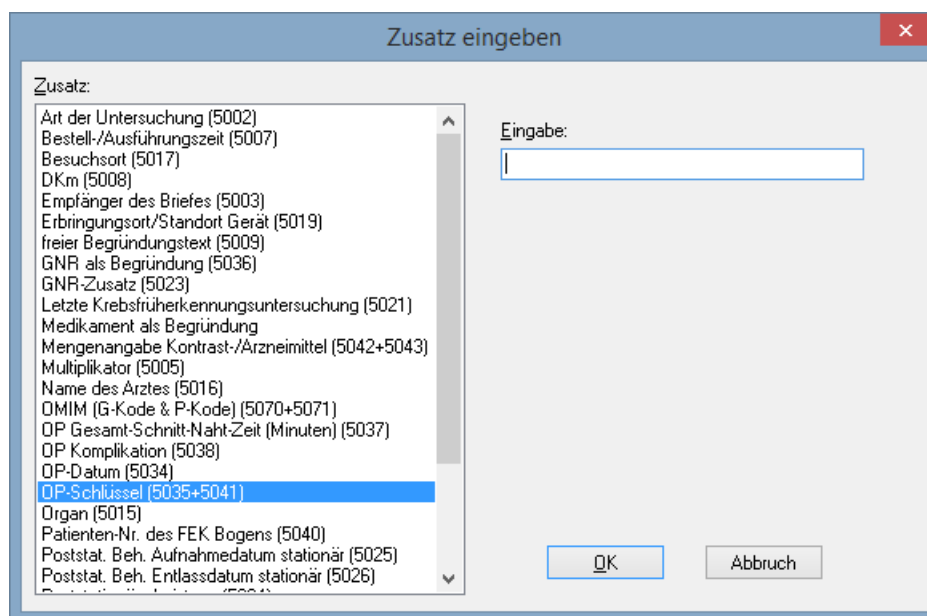 Zusatz eingeben
Zusatz:
Art der Untersuchung (5002)
Bestell-/Ausführungszeit (5007)
Besuchsort (5017)
DKm (5008)
Empfänger des Briefes (5003)
Erbringungsort/Standort Gerät (5019)
freier Begründungstext (5009)
GNR als Begründung (5036)
GNR-Zusatz (5023)
Letzte Krebsfrüherkennungsuntersuchung (5021)
Medikament als Begründung
Mengenangabe Kontrast-/Arzneimittel (5042+5043)
Multiplikator (5005)
Name des Arztes (5016)
OMIM (G-Kode & P-Kode) (5070+5071)
OP Gesamt-Schnitt-Naht-Zeit (Minuten) (5037)
OP Komplikation (5038)
OP-Datum (5034)
OP-Schlüssel (5035+5041)
Organ (5015)
Patienten-Nr. des FEK Bogens (5040)
Poststat. Beh. Aufnahmedatum stationär (5025)
Poststat. Beh. Entlassdatum stationär (5026)
Eingabe:
OK
Abbruch